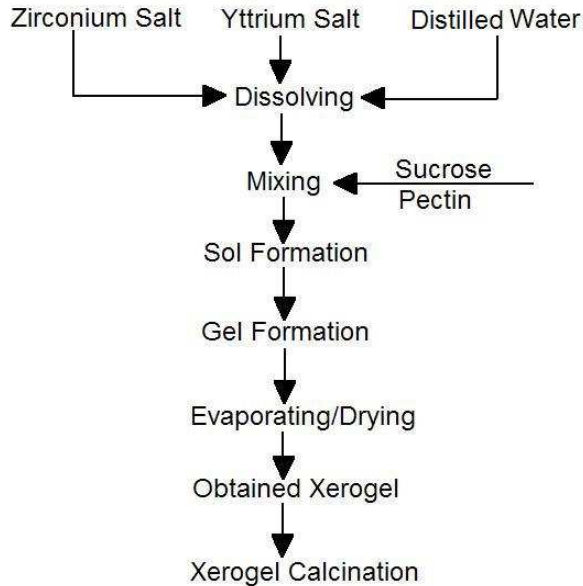 Zirconium Salt
Yttrium Salt
Distilled Water
Dissolving
Mixing
Sucrose
Pectin
Sol Formation
Gel Formation
Evaporating/Drying
Obtained Xerogel
Xerogel Calcination